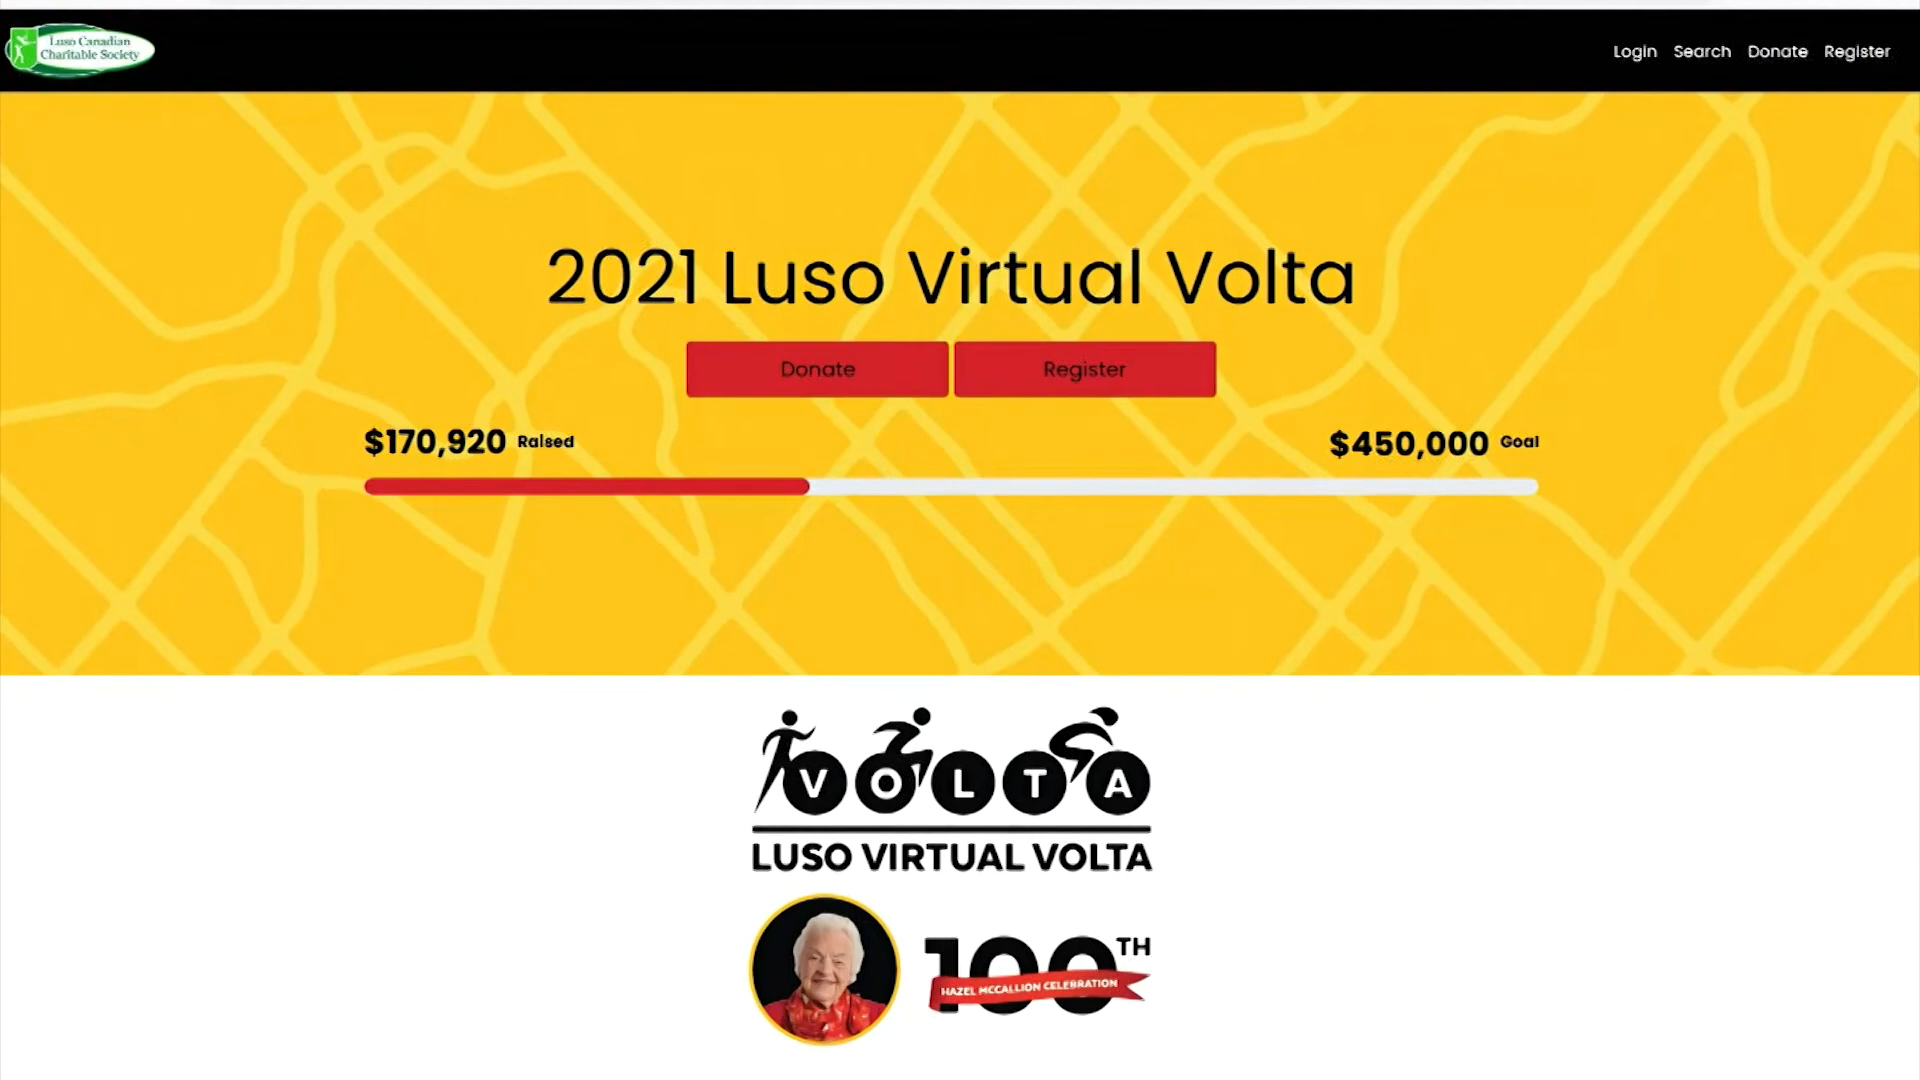 Luso Canadian
Charitable Society
Login Search Donate Register
2021 Luso Virtual Volta
Donate Register
$170,920 Raised $450,000 Goal
VOLTA
LUSO VIRTUAL VOLTA
100TH
HAZEL MCCALLION CELEBRATION